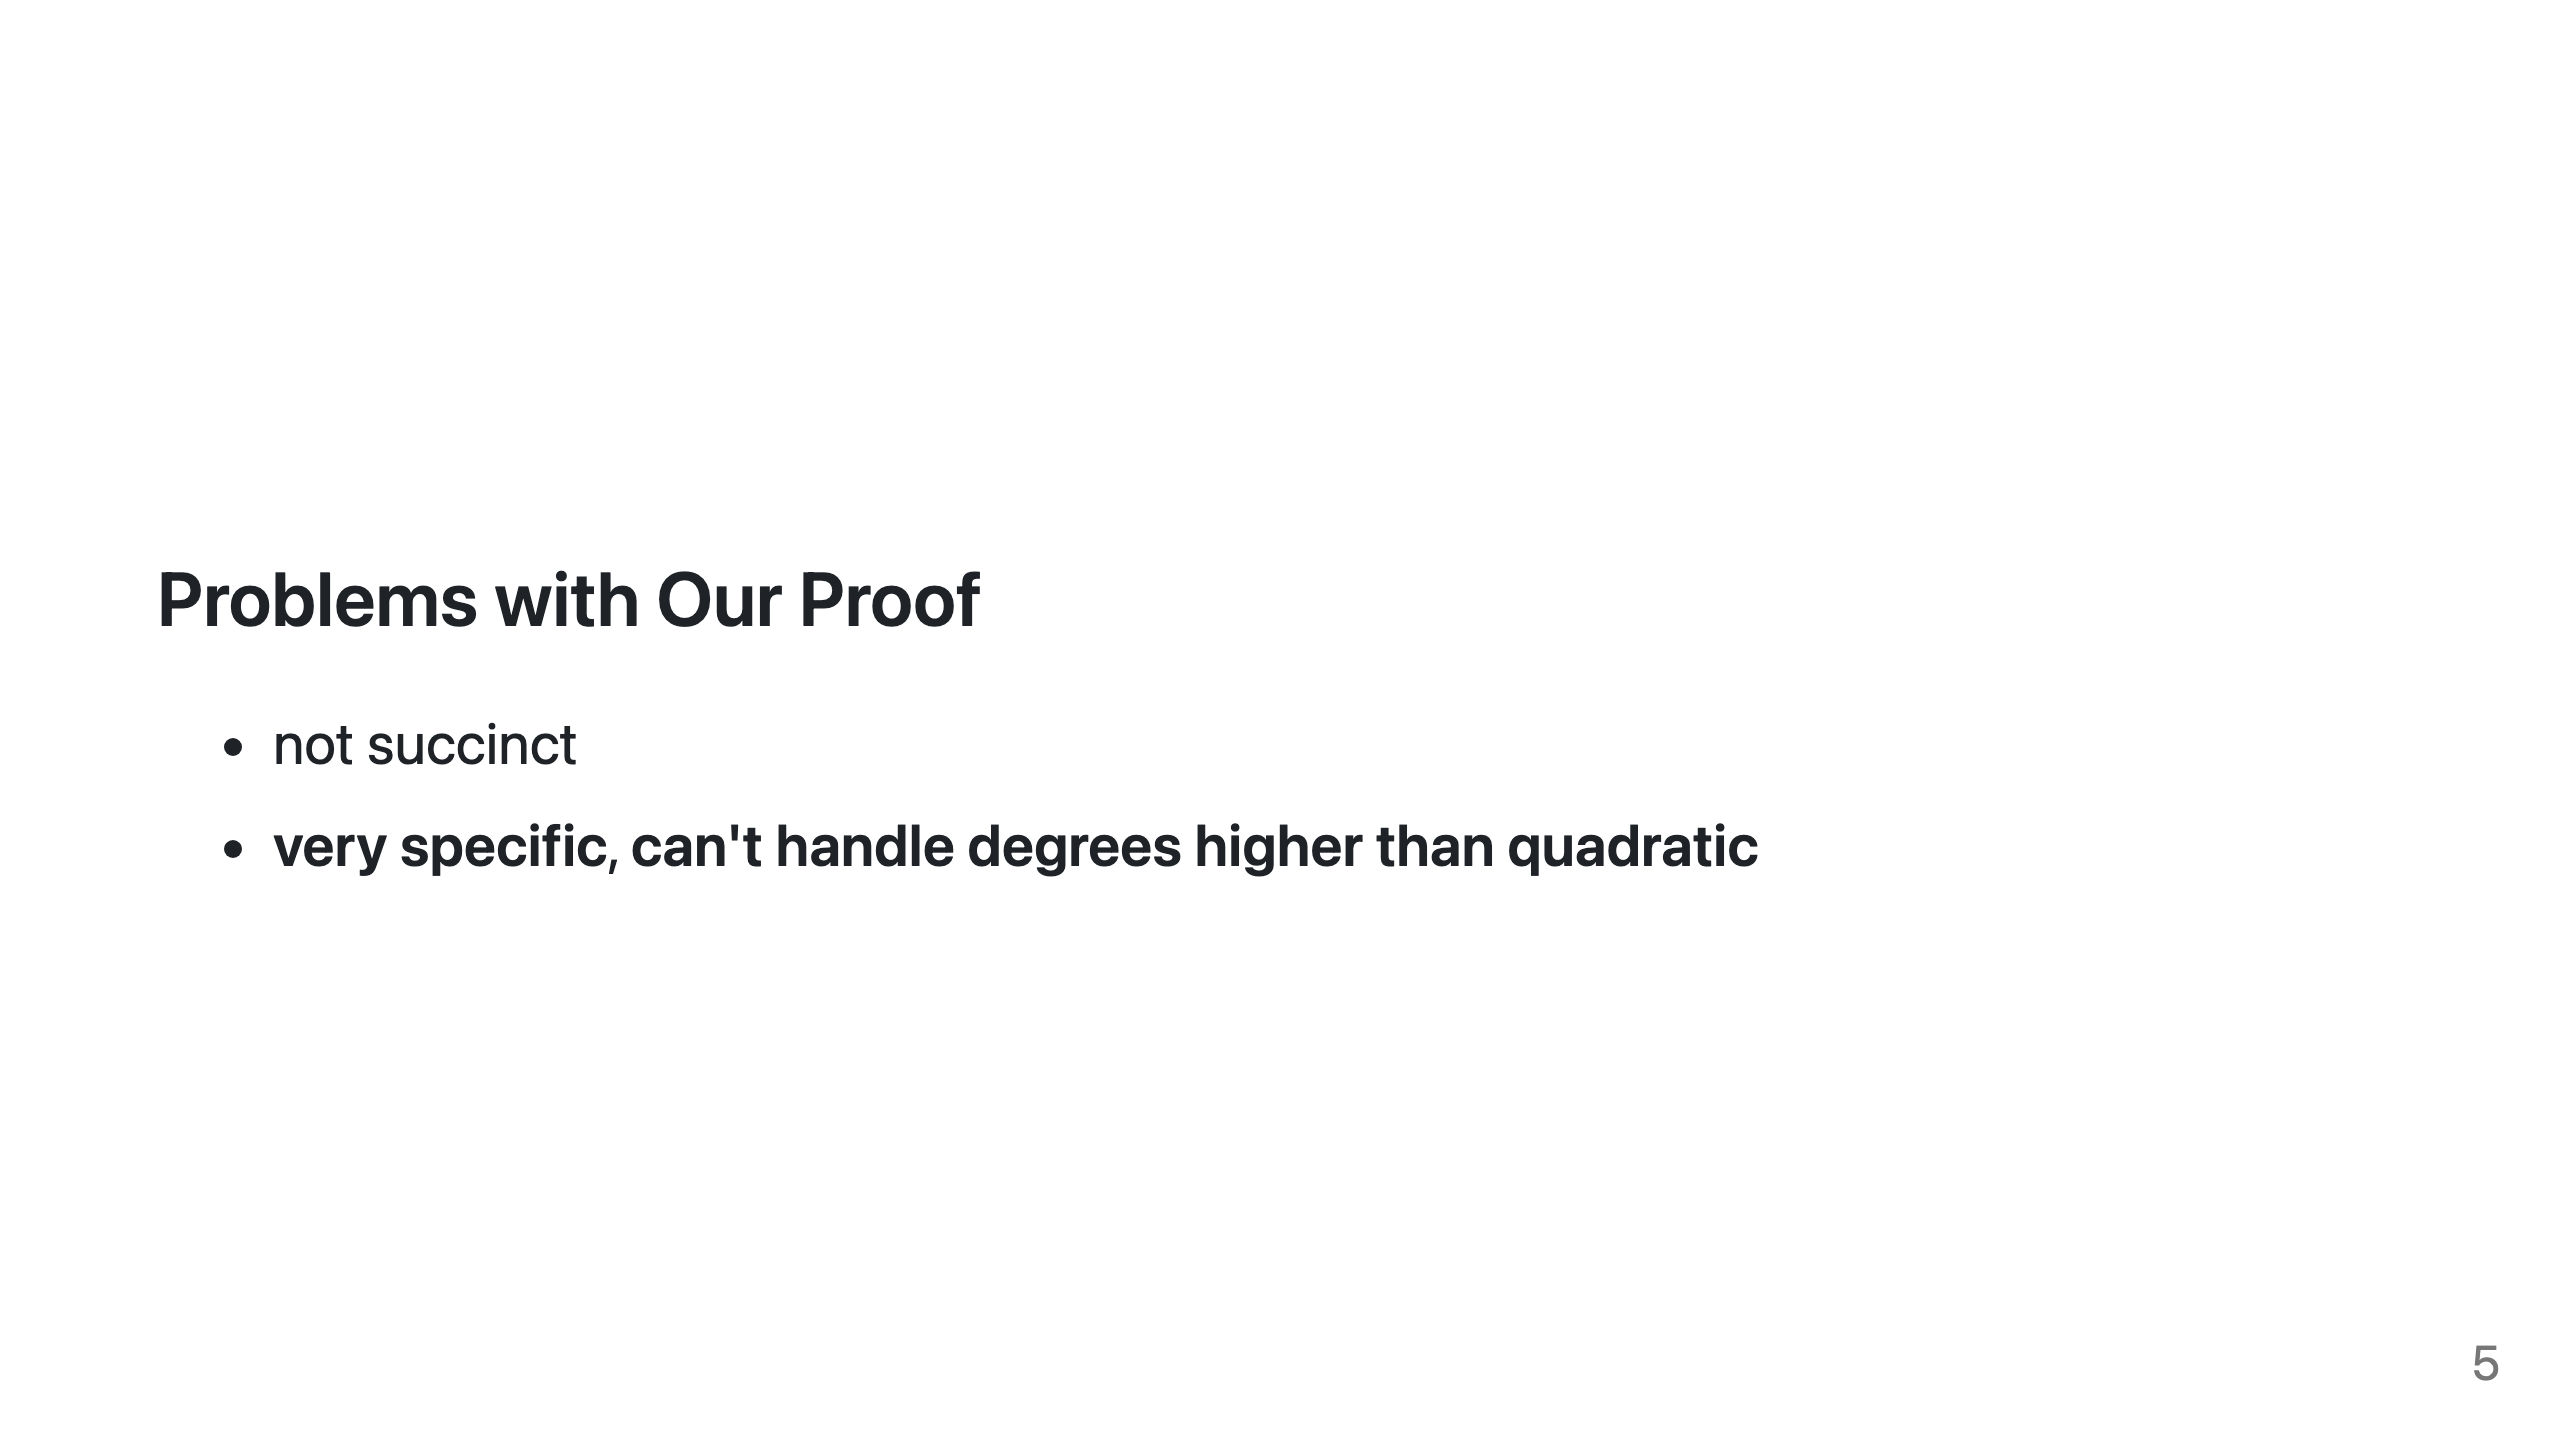 Problems with Our Proof
• not succinct
• very specific, can't handle degrees higher than quadratic
5